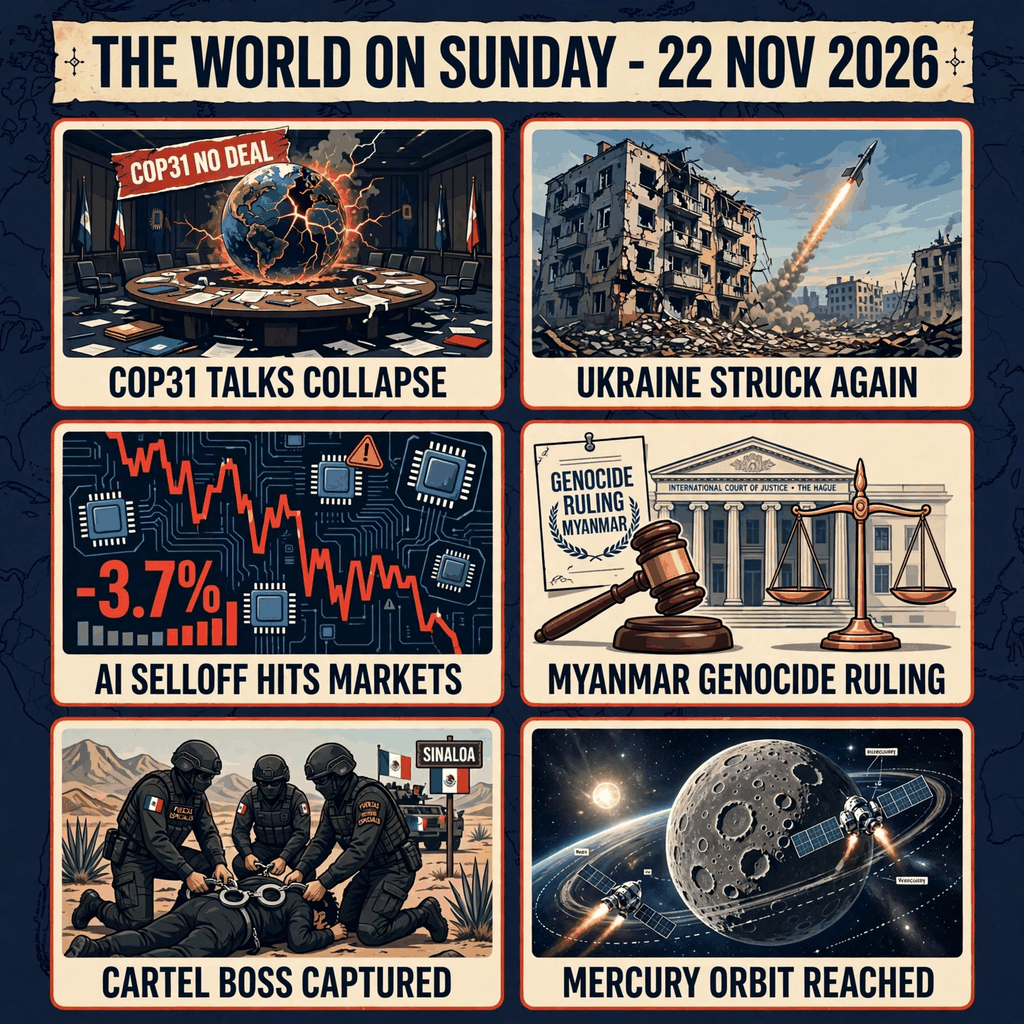 THE WORLD ON SUNDAY - 22 NOV 2026
COP31 NO DEAL
COP31 TALKS COLLAPSE
UKRAINE STRUCK AGAIN
-3.7%
AI SELLOFF HITS MARKETS
GENOCIDE
RULING
MYANMAR
INTERNATIONAL COURT OF JUSTICE • THE HAGUE
MYANMAR GENOCIDE RULING
SINALOA
ESPECIALES
ESPECIALES
CARTEL BOSS CAPTURED
MERCURY ORBIT REACHED